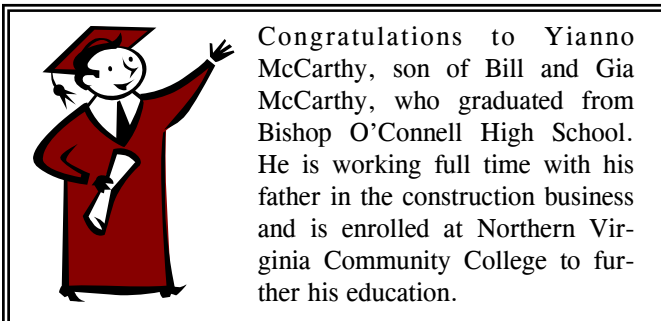 Congratulations to Yianno
McCarthy, son of Bill and Gia
McCarthy, who graduated from
Bishop O’Connell High School.
He is working full time with his
father in the construction business
and is enrolled at Northern Vir-
ginia Community College to fur-
ther his education.